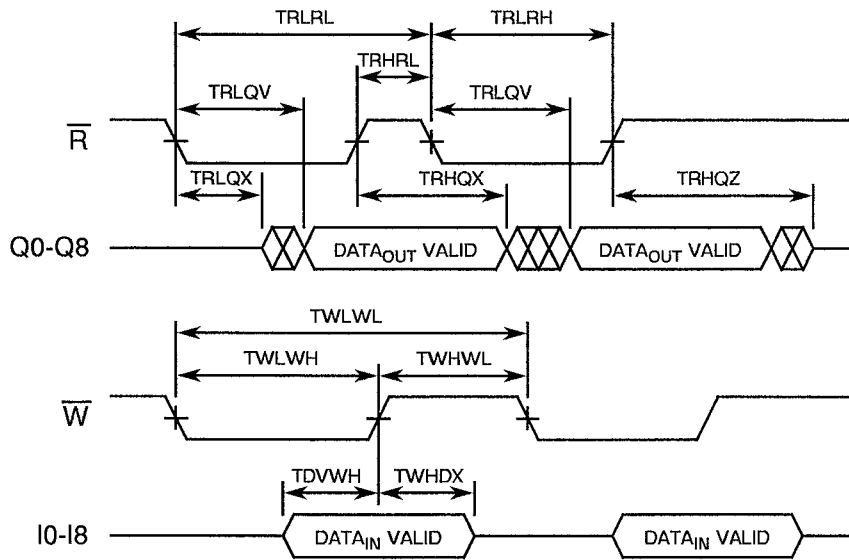 TRLRL TRLRH
TRHRL
TRLQV TRLQV
R
TRLQX TRHQX TRHQZ
Q0-Q8 DATAOUT VALID DATAOUT VALID
TWLWL
TWLWH TWHWL
W
TDVWH TWHDX
I0-I8 DATAIN VALID DATAIN VALID